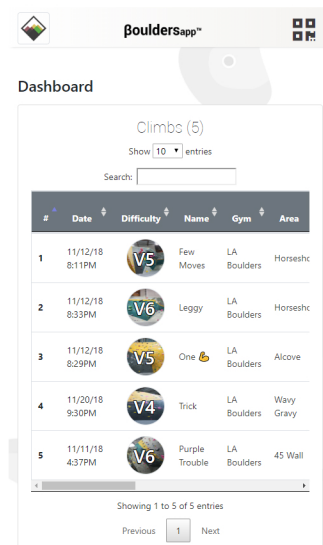 βouldersapp™
Dashboard
Climbs (5)
Show 10 entries
Search:
# Date Difficulty Name Gym Area
1 11/12/18 8:11PM V5 Few Moves LA Boulders Horsesho
2 11/12/18 8:33PM V6 Leggy LA Boulders Horsesho
3 11/12/18 8:29PM V5 One 💪 LA Boulders Alcove
4 11/20/18 9:30PM V4 Trick LA Boulders Wavy Gravy
5 11/11/18 4:37PM V6 Purple Trouble LA Boulders 45 Wall
Showing 1 to 5 of 5 entries
Previous 1 Next